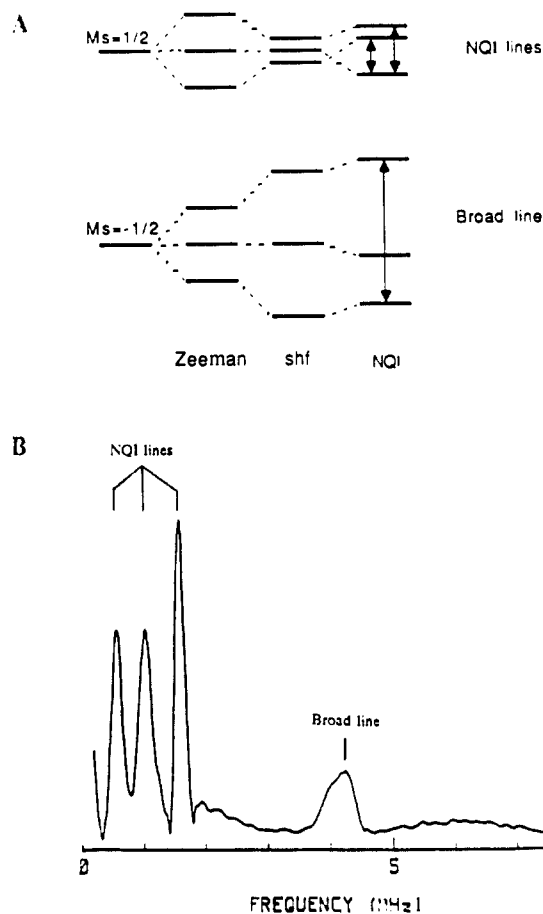 A
Ms=1/2
NQI lines
Ms=-1/2
Broad line
Zeeman shf NQI
B
NQI lines
Broad line
0 5
FREQUENCY [MHz]